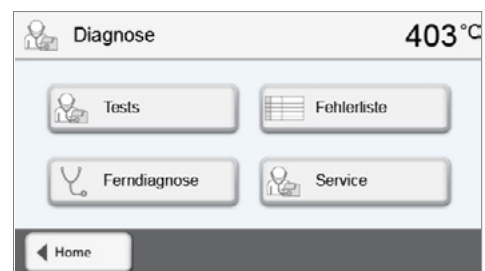 Diagnose 403°C
Tests Fehlerliste
Ferndiagnose Service
Home